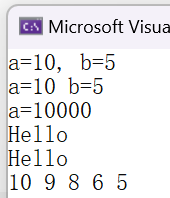 Microsoft Visua
a=10, b=5
a=10 b=5
a=10000
Hello
Hello
10 9 8 6 5